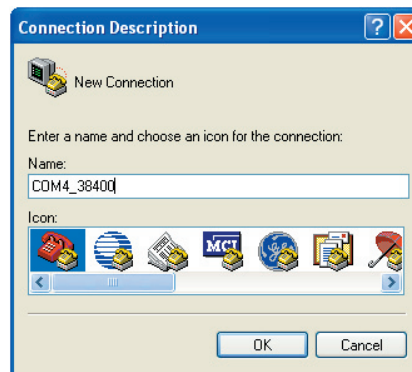 Connection Description
New Connection
Enter a name and choose an icon for the connection:
Name:
COM4_38400
Icon:
MCI
OK
Cancel